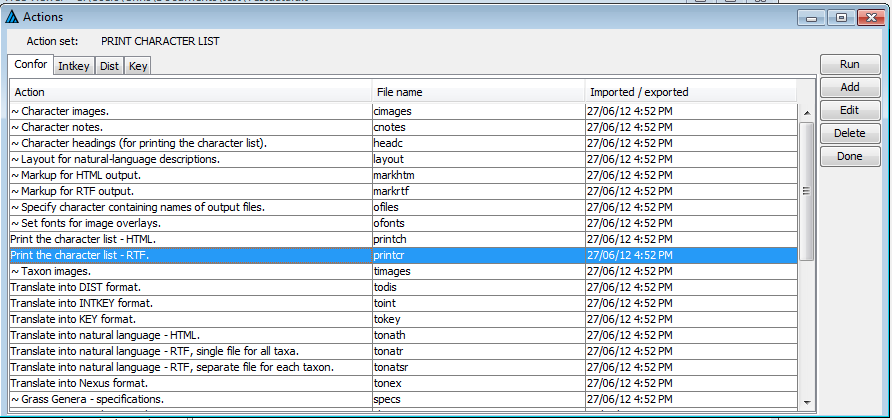 Actions
Action set: PRINT CHARACTER LIST
Confor Intkey Dist Key
Run
Add
Edit
Delete
Done
Action File name Imported / exported
~ Character images. cimages 27/06/12 4:52 PM
~ Character notes. cnotes 27/06/12 4:52 PM
~ Character headings (for printing the character list). headc 27/06/12 4:52 PM
~ Layout for natural-language descriptions. layout 27/06/12 4:52 PM
~ Markup for HTML output. markhtm 27/06/12 4:52 PM
~ Markup for RTF output. markrtf 27/06/12 4:52 PM
~ Specify character containing names of output files. ofiles 27/06/12 4:52 PM
~ Set fonts for image overlays. ofonts 27/06/12 4:52 PM
Print the character list - HTML. printch 27/06/12 4:52 PM
Print the character list - RTF. printcr 27/06/12 4:52 PM
~ Taxon images. timages 27/06/12 4:52 PM
Translate into DIST format. todis 27/06/12 4:52 PM
Translate into INTKEY format. toint 27/06/12 4:52 PM
Translate into KEY format. tokey 27/06/12 4:52 PM
Translate into natural language - HTML. tonath 27/06/12 4:52 PM
Translate into natural language - RTF, single file for all taxa. tonatr 27/06/12 4:52 PM
Translate into natural language - RTF, separate file for each taxon. tonatsr 27/06/12 4:52 PM
Translate into Nexus format. tonex 27/06/12 4:52 PM
~ Grass Genera - specifications. specs 27/06/12 4:52 PM